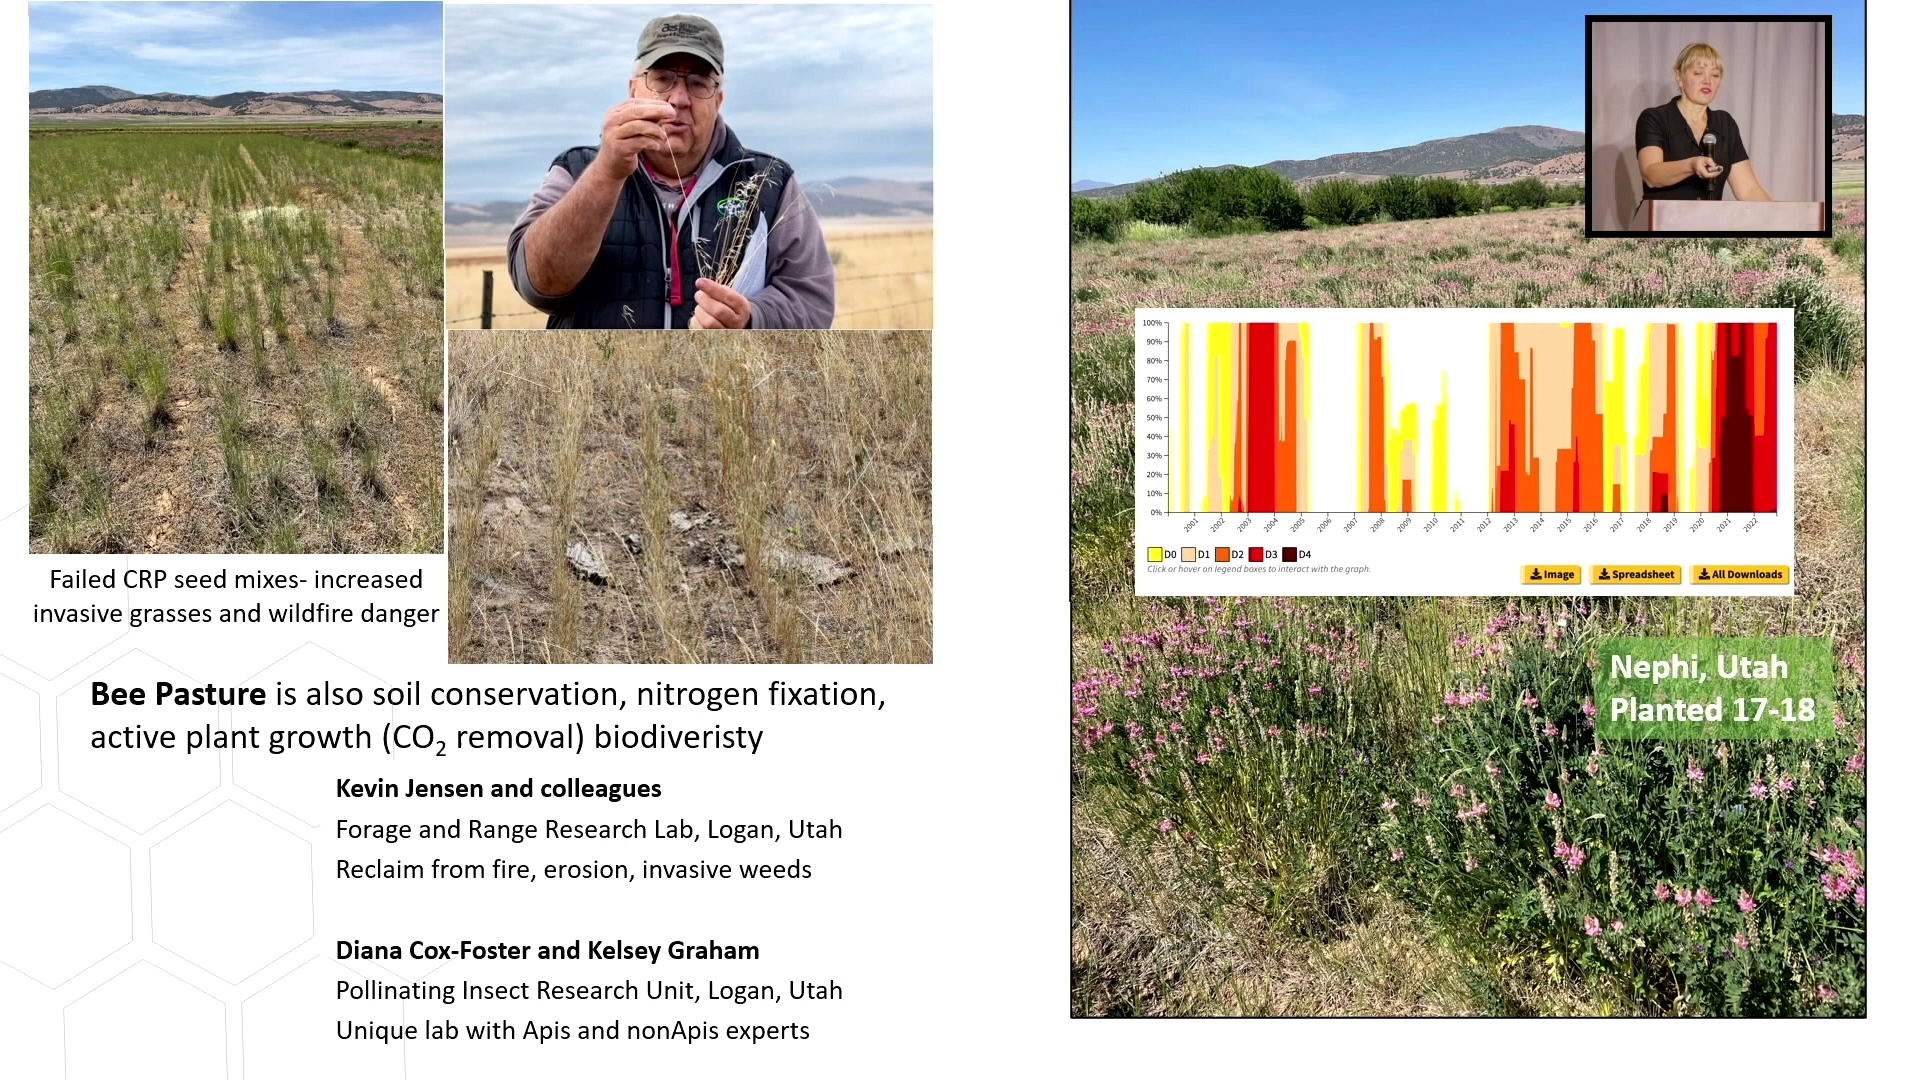 Failed CRP seed mixes- increased
invasive grasses and wildfire danger
Bee Pasture is also soil conservation, nitrogen fixation,
active plant growth (CO2 removal) biodiveristy
Kevin Jensen and colleagues
Forage and Range Research Lab, Logan, Utah
Reclaim from fire, erosion, invasive weeds
Diana Cox-Foster and Kelsey Graham
Pollinating Insect Research Unit, Logan, Utah
Unique lab with Apis and nonApis experts
100%
90%
80%
70%
60%
50%
40%
30%
20%
10%
0%
2001 2002 2003 2004 2005 2006 2007 2008 2009 2010 2011 2012 2013 2014 2015 2016 2017 2018 2019 2020 2021 2022
D0 D1 D2 D3 D4
Click or hover on legend boxes to interact with the graph.
Image Spreadsheet All Downloads
Nephi, Utah
Planted 17-18